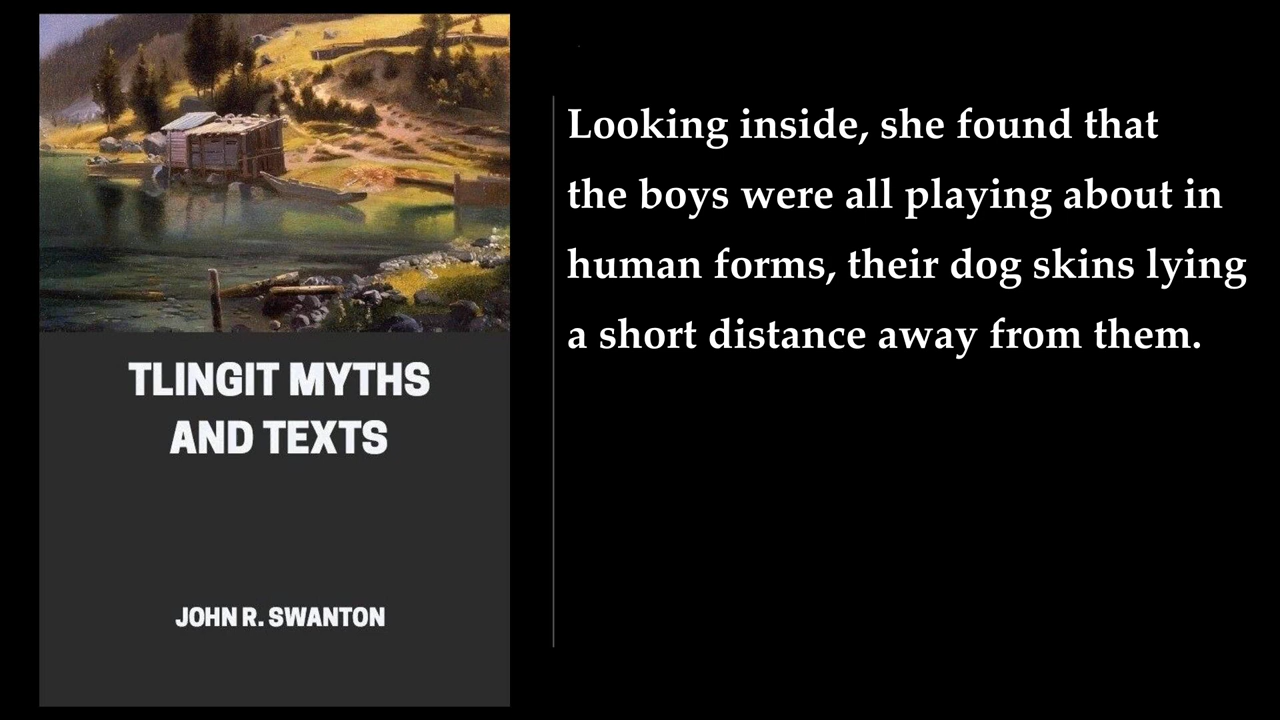 TLINGIT MYTHS
AND TEXTS
JOHN R. SWANTON
Looking inside, she found that
the boys were all playing about in
human forms, their dog skins lying
a short distance away from them.